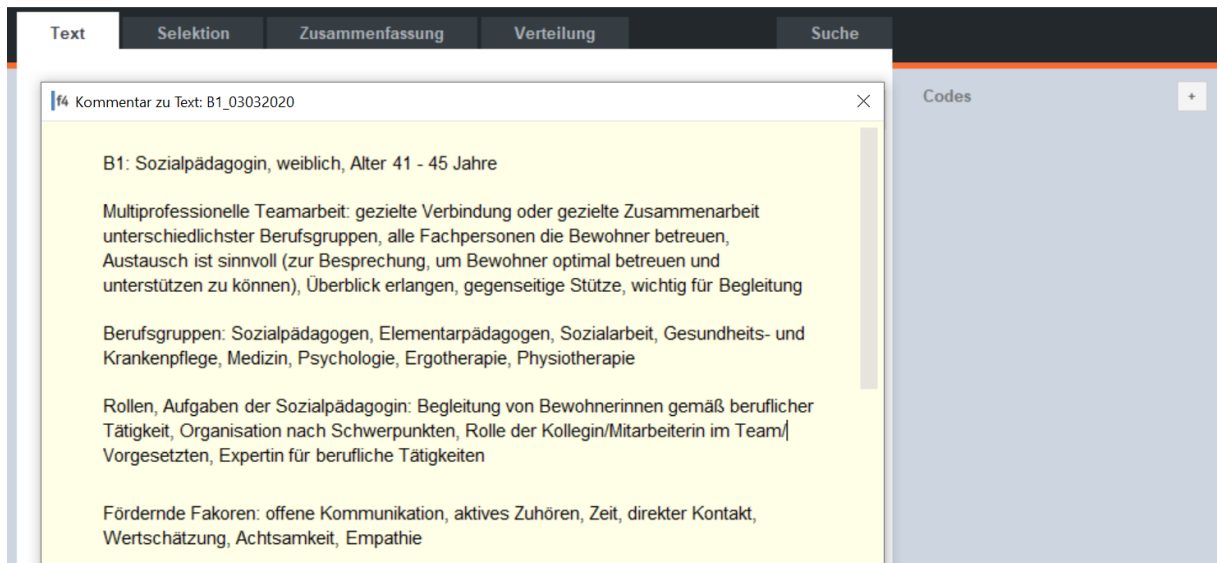 Text Selektion Zusammenfassung Verteilung Suche
f4 Kommentar zu Text: B1_03032020
Codes +
B1: Sozialpädagogin, weiblich, Alter 41 - 45 Jahre
Multiprofessionelle Teamarbeit: gezielte Verbindung oder gezielte Zusammenarbeit
unterschiedlichster Berufsgruppen, alle Fachpersonen die Bewohner betreuen,
Austausch ist sinnvoll (zur Besprechung, um Bewohner optimal betreuen und
unterstützen zu können), Überblick erlangen, gegenseitige Stütze, wichtig für Begleitung
Berufsgruppen: Sozialpädagogen, Elementarpädagogen, Sozialarbeit, Gesundheits- und
Krankenpflege, Medizin, Psychologie, Ergotherapie, Physiotherapie
Rollen, Aufgaben der Sozialpädagogin: Begleitung von Bewohnerinnen gemäß beruflicher
Tätigkeit, Organisation nach Schwerpunkten, Rolle der Kollegin/Mitarbeiterin im Team/
Vorgesetzten, Expertin für berufliche Tätigkeiten
Fördernde Fakoren: offene Kommunikation, aktives Zuhören, Zeit, direkter Kontakt,
Wertschätzung, Achtsamkeit, Empathie